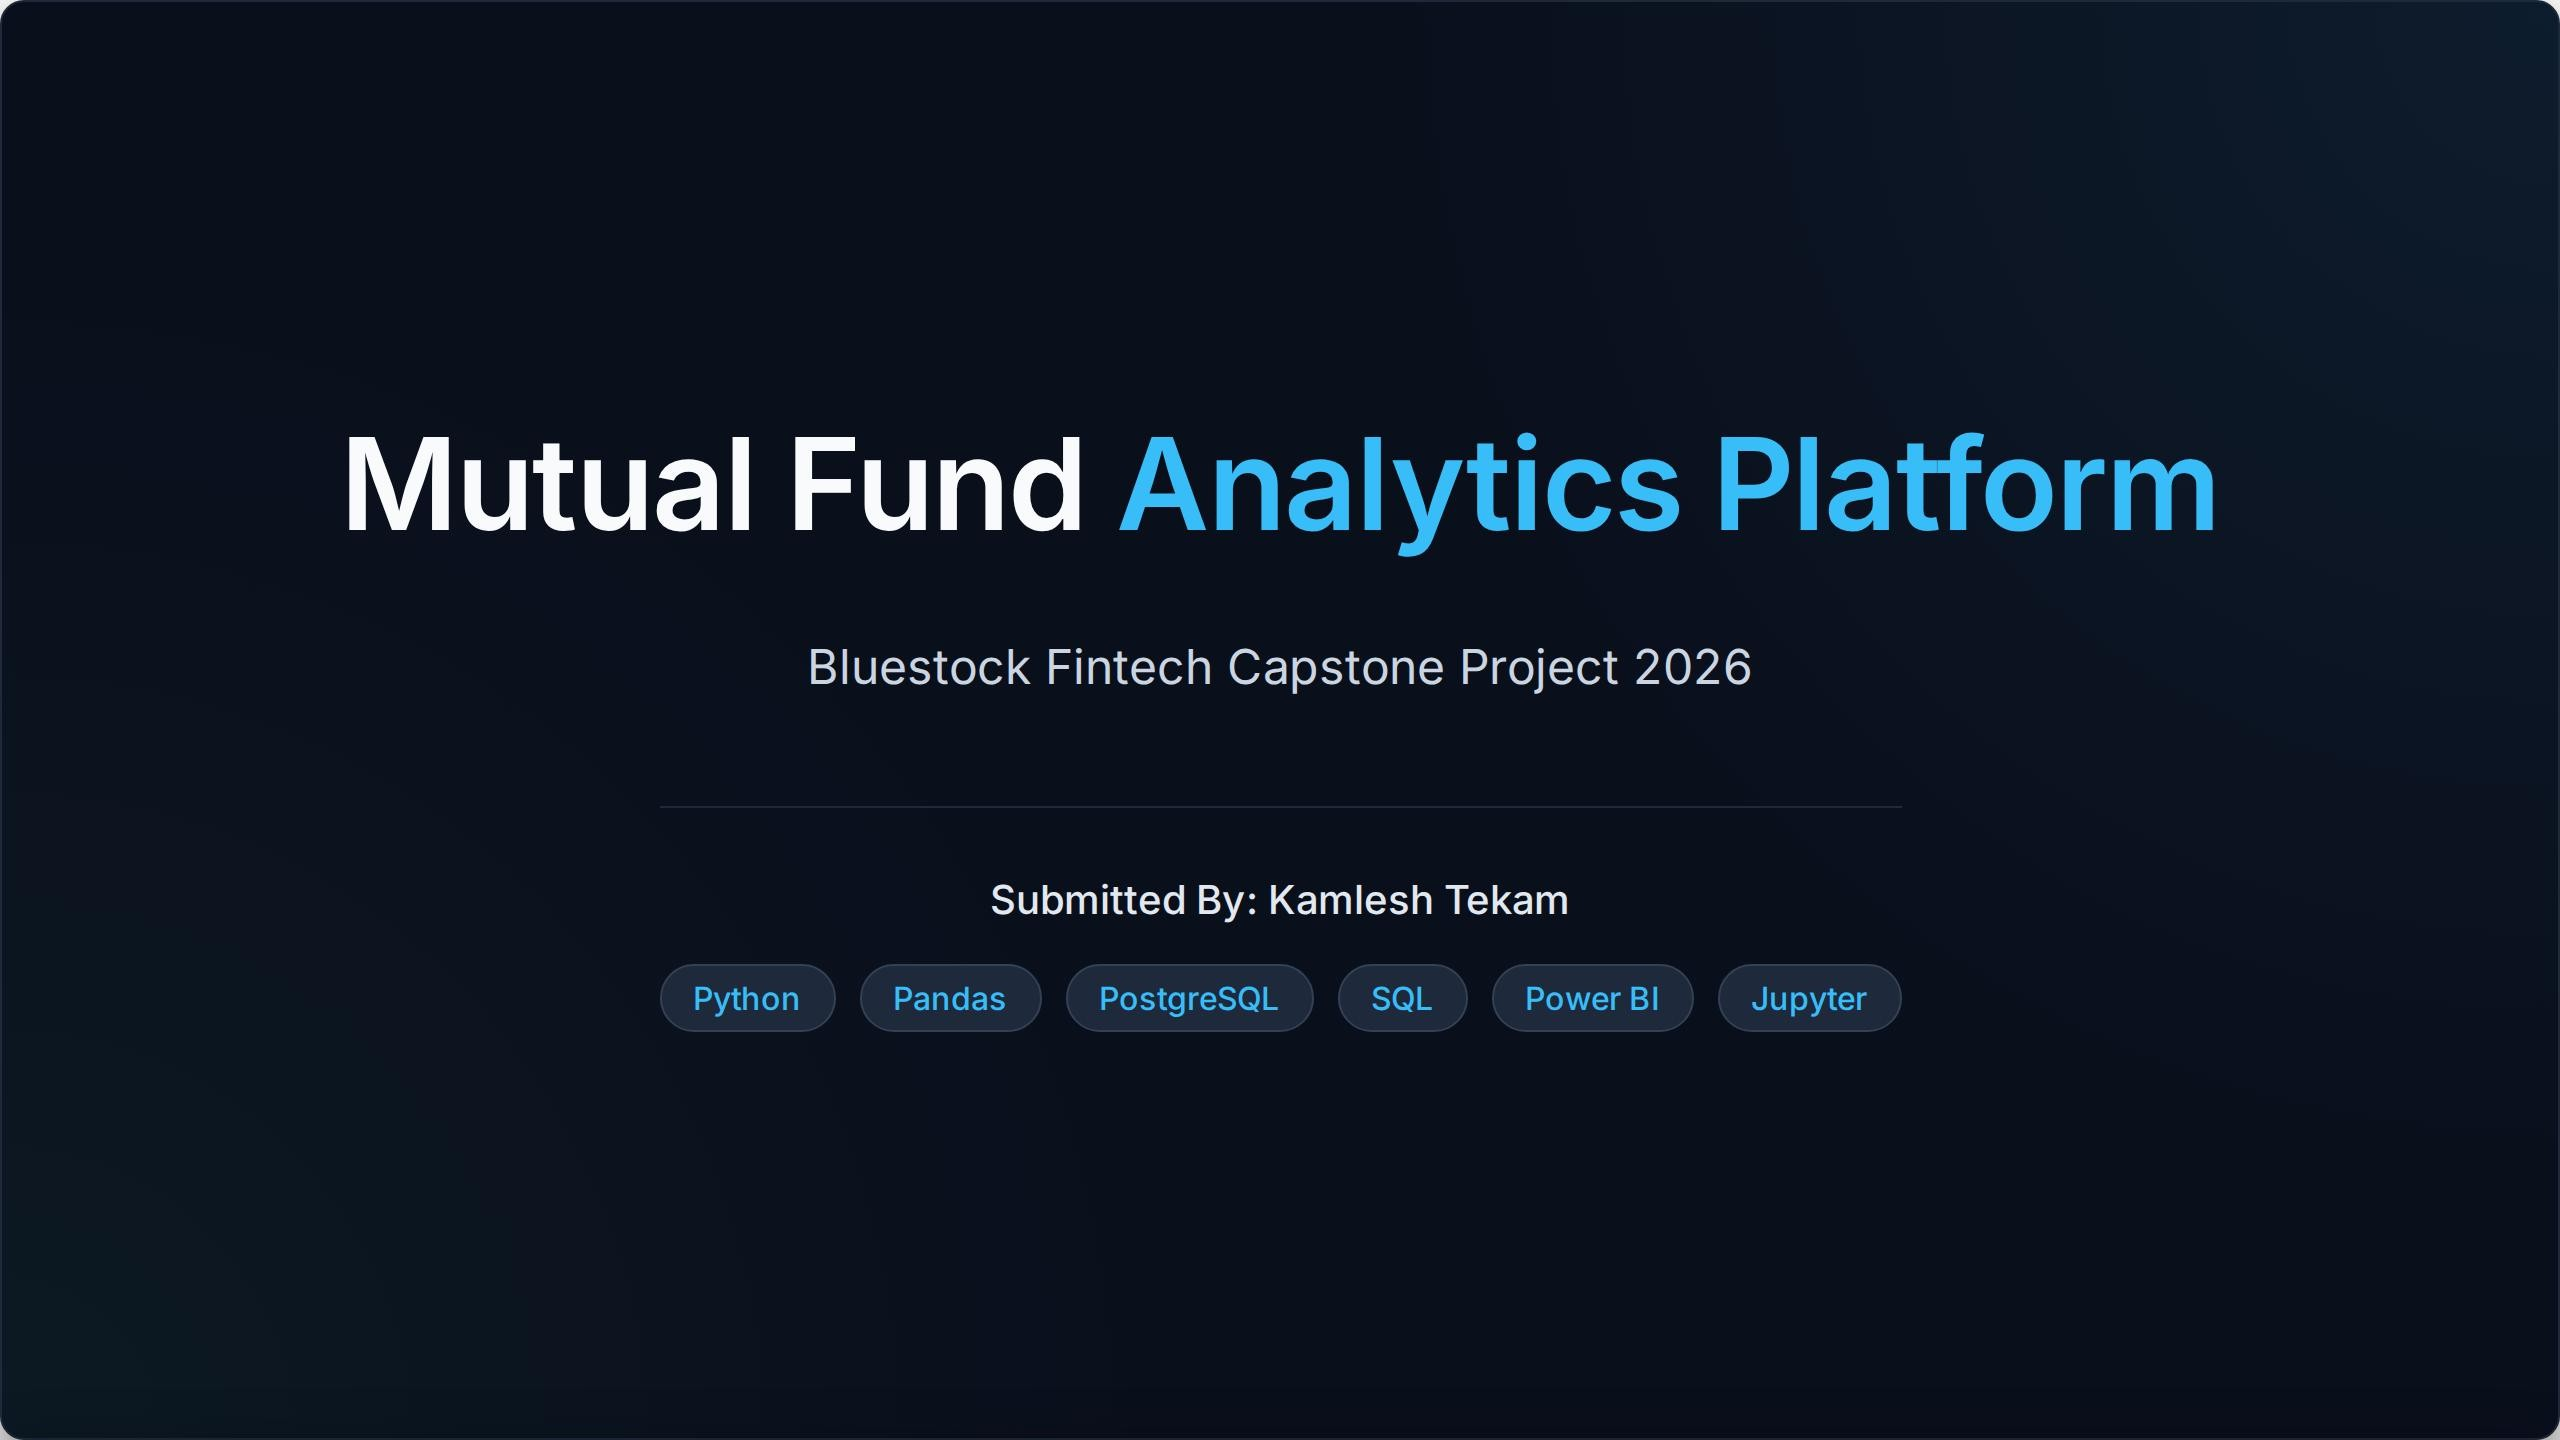 Mutual Fund Analytics Platform
Bluestock Fintech Capstone Project 2026
Submitted By: Kamlesh Tekam
Python Pandas PostgreSQL SQL Power BI Jupyter